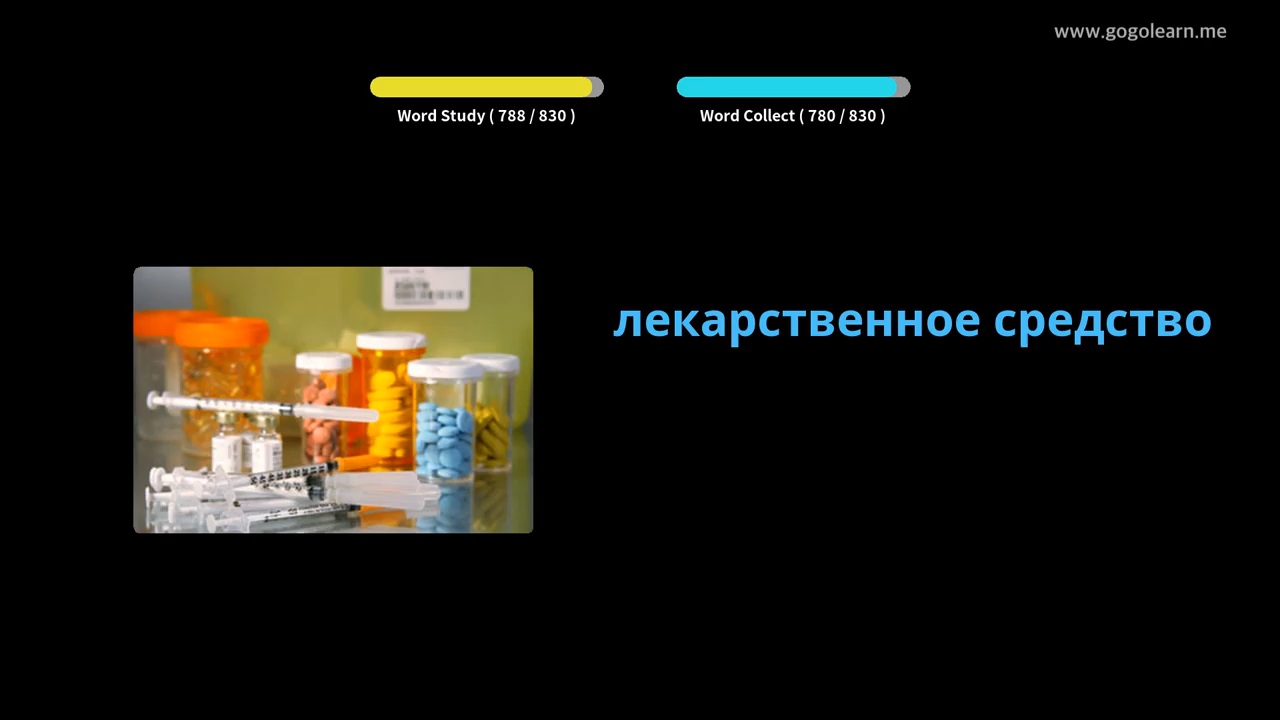 www.gogolearn.me
Word Study ( 788 / 830 )
Word Collect ( 780 / 830 )
лекарственное средство